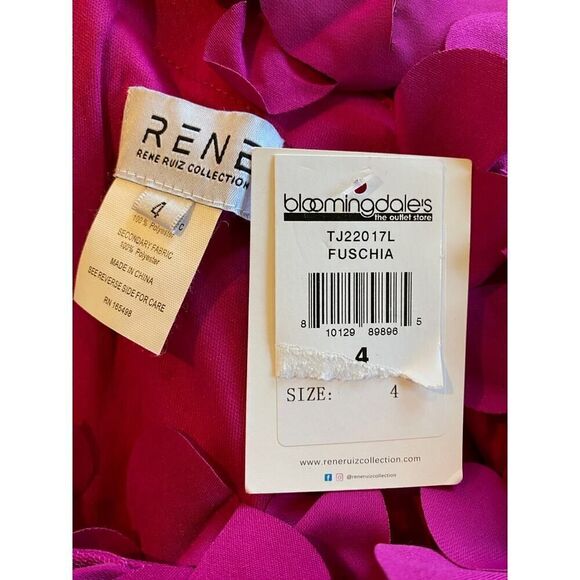 RENE
RENE RUIZ COLLECTION
4
C
100% Polyester
SECONDARY FABRIC
100% Polyester
MADE IN CHINA
SEE REVERSE SIDE FOR CARE
RN 165498
bloomingdale's
the outlet store
TJ22017L
FUSCHIA
8 10129 89896 5
4
SIZE: 4
www.reneruizcollection.com
@reneruizcollection